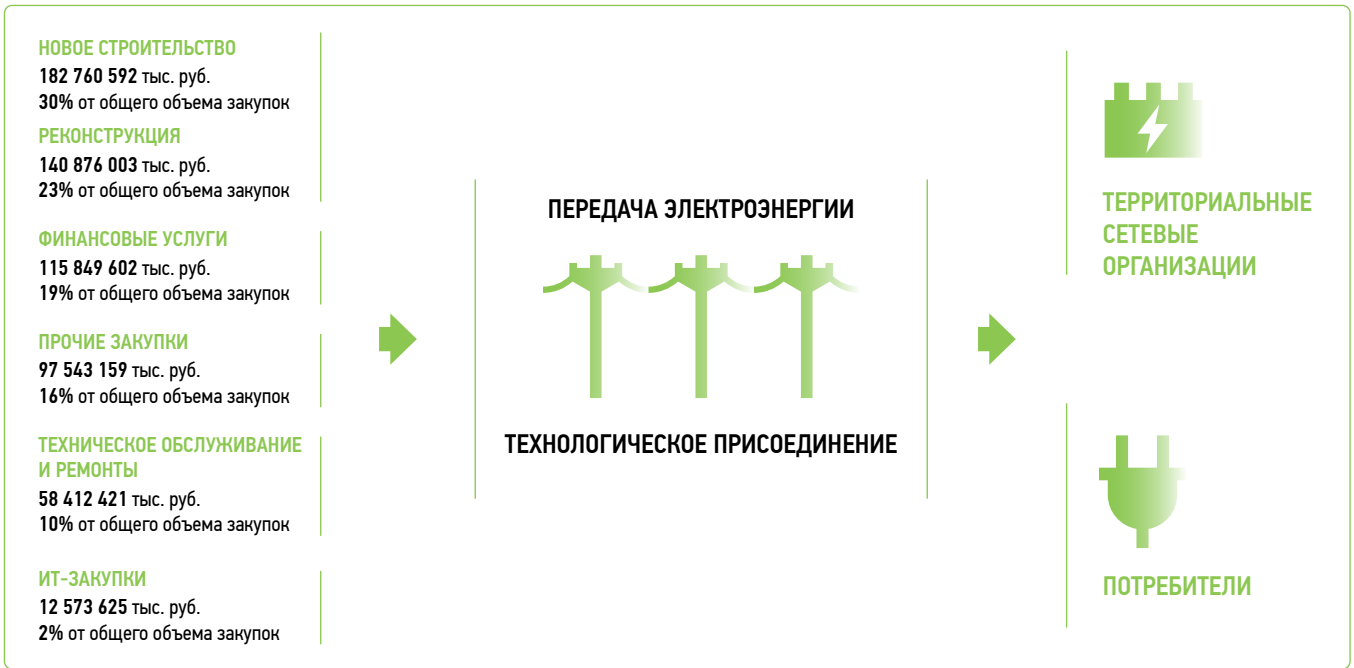 НОВОЕ СТРОИТЕЛЬСТВО
182 760 592 тыс. руб.
30% от общего объема закупок
РЕКОНСТРУКЦИЯ
140 876 003 тыс. руб.
23% от общего объема закупок
ФИНАНСОВЫЕ УСЛУГИ
115 849 602 тыс. руб.
19% от общего объема закупок
ПРОЧИЕ ЗАКУПКИ
97 543 159 тыс. руб.
16% от общего объема закупок
ТЕХНИЧЕСКОЕ ОБСЛУЖИВАНИЕ
И РЕМОНТЫ
58 412 421 тыс. руб.
10% от общего объема закупок
ИТ-ЗАКУПКИ
12 573 625 тыс. руб.
2% от общего объема закупок
ПЕРЕДАЧА ЭЛЕКТРОЭНЕРГИИ
ТЕХНОЛОГИЧЕСКОЕ ПРИСОЕДИНЕНИЕ
ТЕРРИТОРИАЛЬНЫЕ
СЕТЕВЫЕ
ОРГАНИЗАЦИИ
ПОТРЕБИТЕЛИ